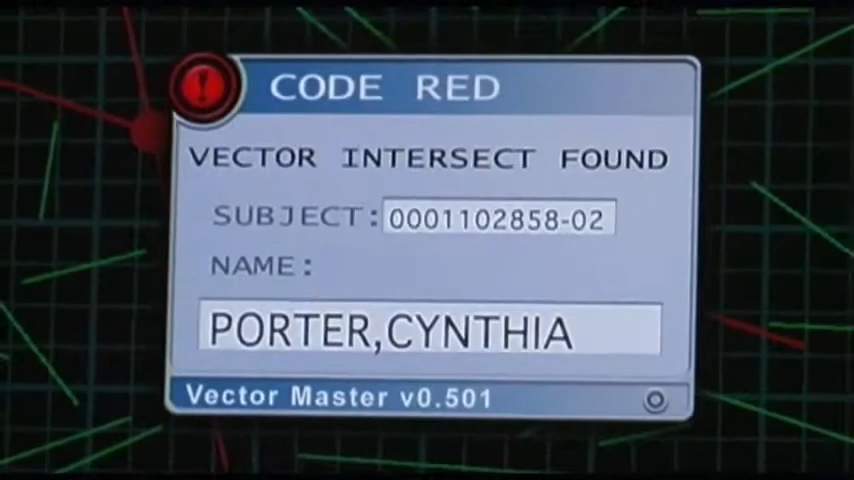 CODE RED
VECTOR INTERSECT FOUND
SUBJECT: 0001102858-02
NAME:
PORTER,CYNTHIA
Vector Master v0.501